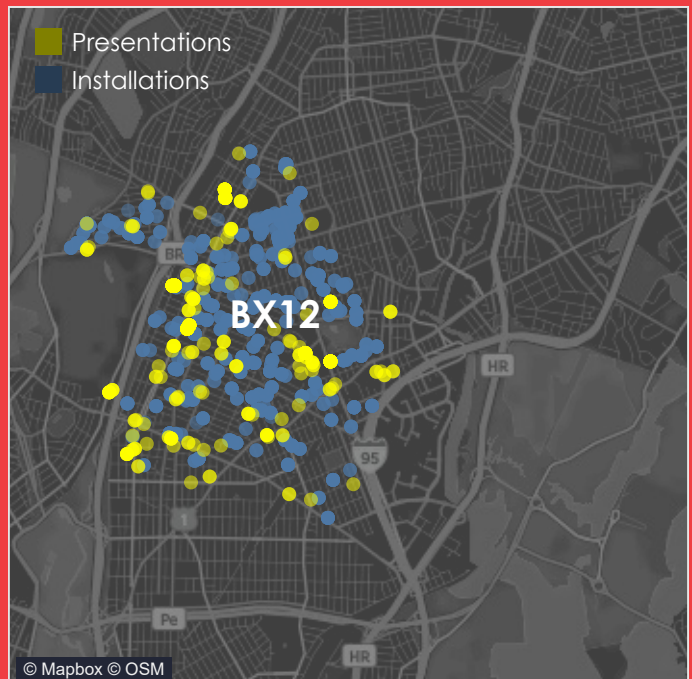 Presentations
Installations
BR
BX12
HR
95
1
Pe
HR
© Mapbox © OSM